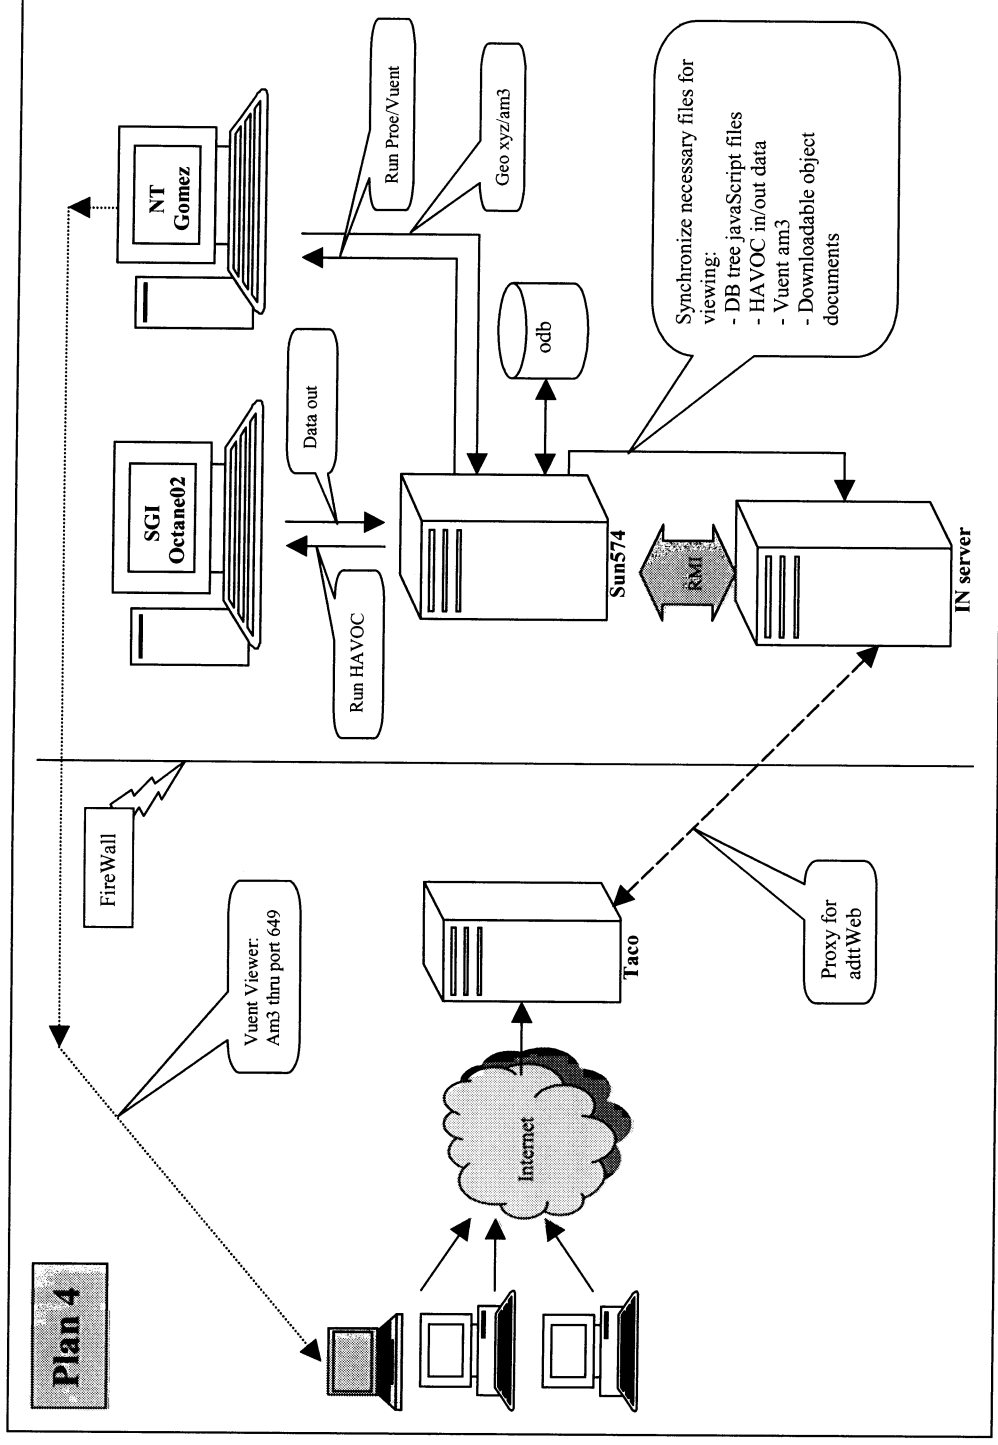 Plan 4
FireWall
Vuent Viewer:
Am3 thru port 649
Internet
Taco
Proxy for
adttWeb
SGI
Octane02
NT
Gomez
Run HAVOC
Data out
Run Proe/Vuent
Geo xyz/am3
Sun574
odb
RMI
IN server
Synchronize necessary files for
viewing:
- DB tree javaScript files
- HAVOC in/out data
- Vuent am3
- Downloadable object
documents